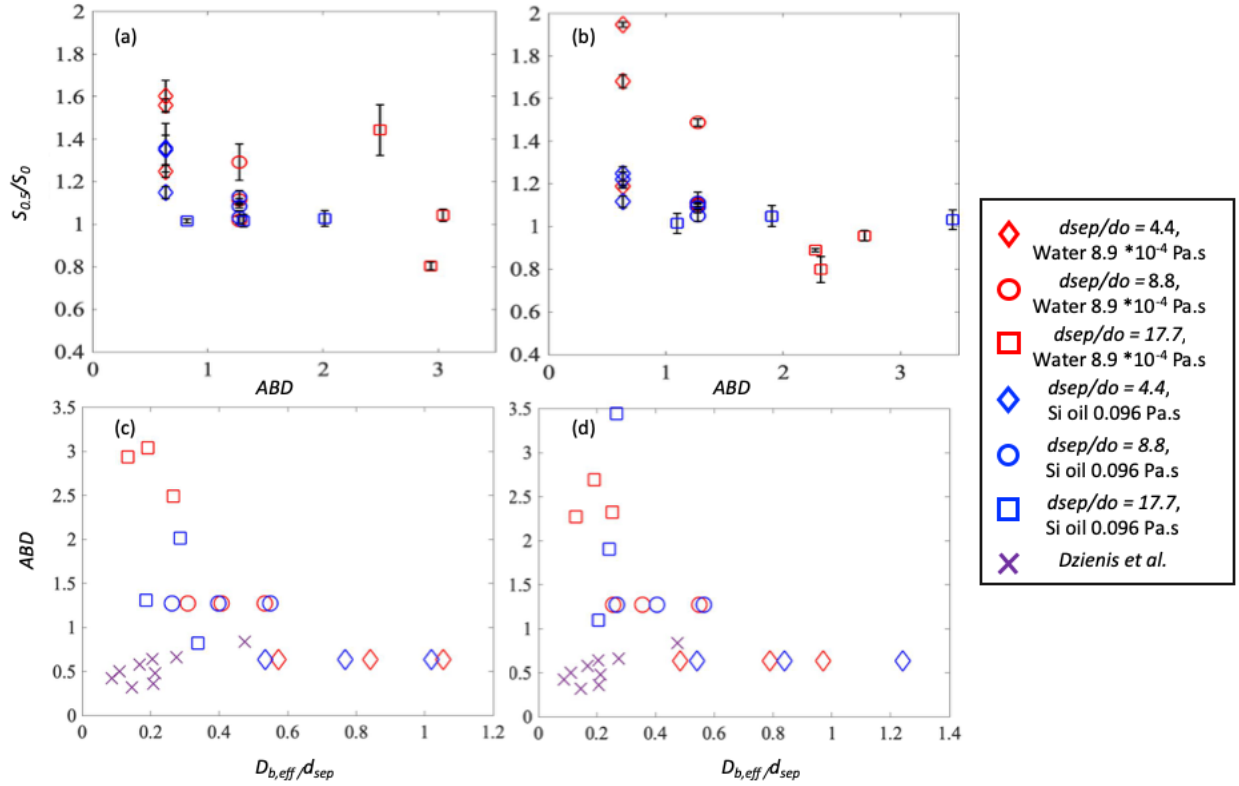 (a)
2
1.8
1.6
1.4
1.2
1
0.8
0.6
0.4
S0.5/S0
0 1 2 3
ABD
(b)
2
1.8
1.6
1.4
1.2
1
0.8
0.6
0.4
0 1 2 3
ABD
(c)
3.5
3
2.5
2
1.5
1
0.5
0
ABD
0 0.2 0.4 0.6 0.8 1 1.2
Db,eff/dsep
(d)
3.5
3
2.5
2
1.5
1
0.5
0
0 0.2 0.4 0.6 0.8 1 1.2 1.4
Db,eff/dsep
dsep/do = 4.4,
Water 8.9 *10-4 Pa.s
dsep/do = 8.8,
Water 8.9 *10-4 Pa.s
dsep/do = 17.7,
Water 8.9 *10-4 Pa.s
dsep/do = 4.4,
Si oil 0.096 Pa.s
dsep/do = 8.8,
Si oil 0.096 Pa.s
dsep/do = 17.7,
Si oil 0.096 Pa.s
Dzienis et al.